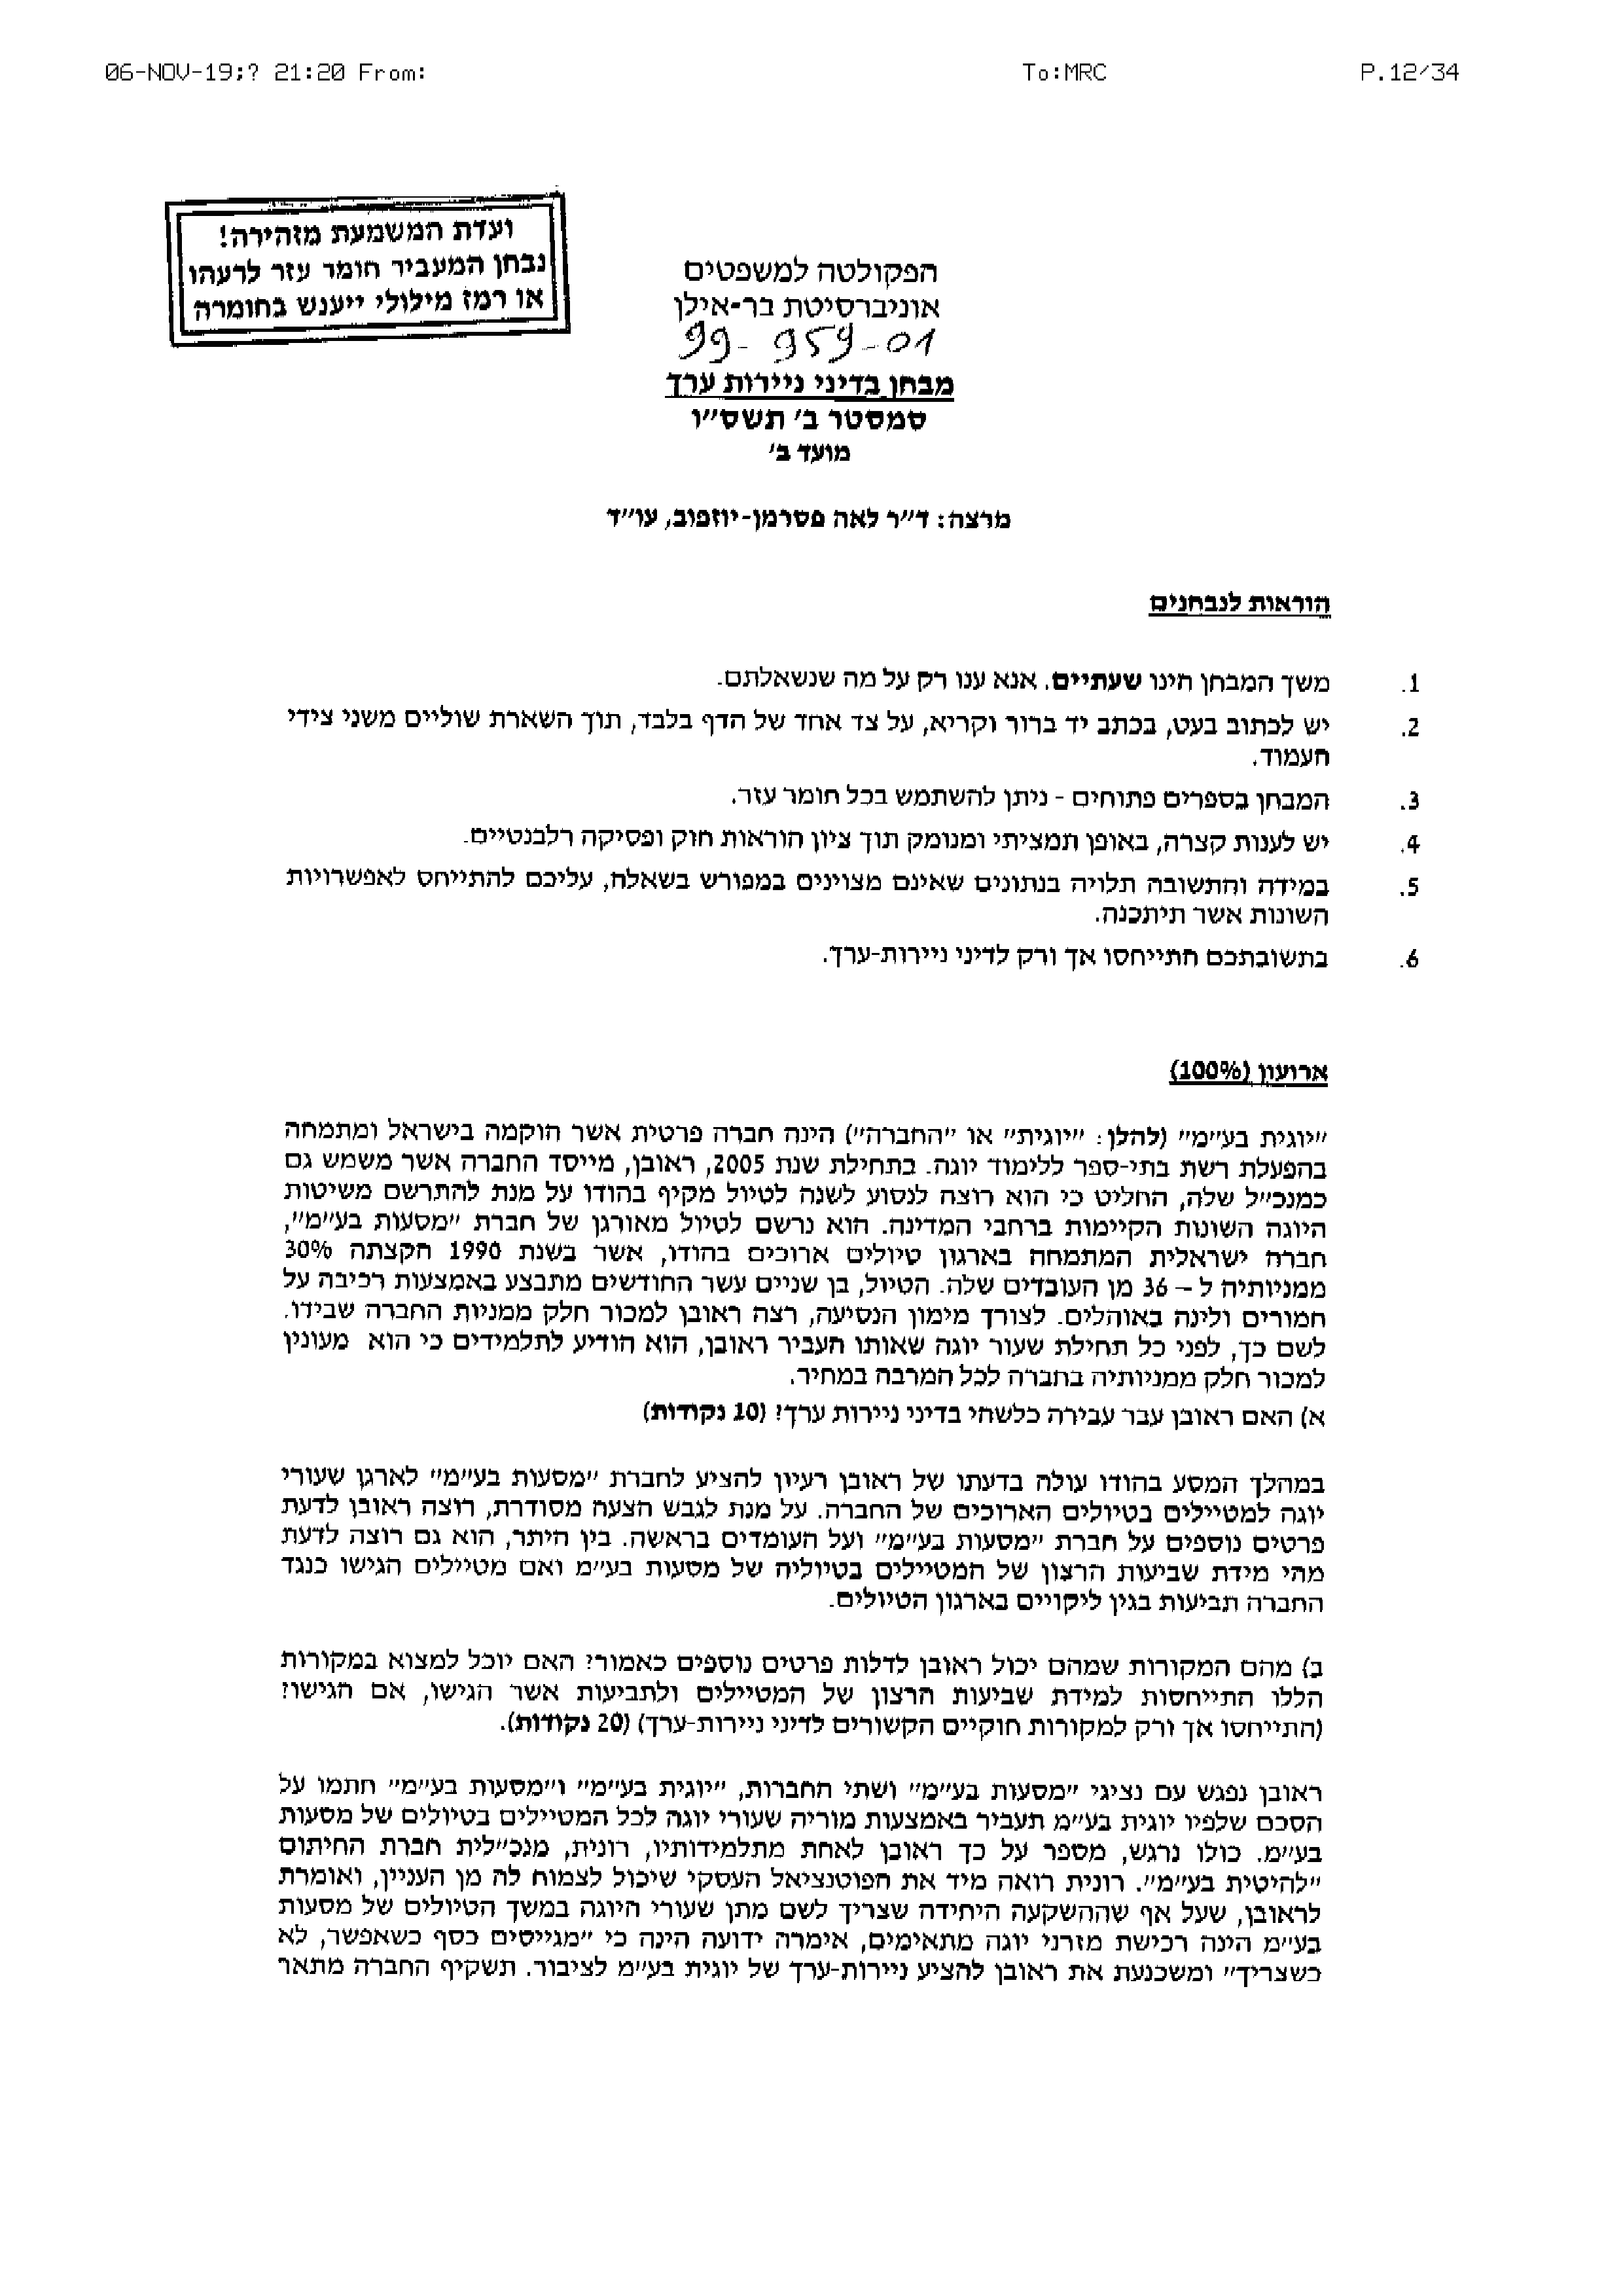 06-NOV-19;? 21:20 From: To:MRC P.12/34
ועדת המשמעת מזהירה!
נבחן המעביר חומר עזר לרעהו
או רמז מילולי ייענש בחומרה
הפקולטה למשפטים
אוניברסיטת בר-אילן
99-959-01
מבחן בדיני ניירות ערך
סמסטר ב' תשס"ו
מועד ב'
מרצה: ד"ר לאה פסרמן-יוזפוב, עו"ד
הוראות לנבחנים
1. משך המבחן הינו שעתיים. אנא ענו רק על מה שנשאלתם.
2. יש לכתוב בעט, בכתב יד ברור וקריא, על צד אחד של הדף בלבד, תוך השארת שוליים משני צידי
העמוד.
3. המבחן בספרים פתוחים - ניתן להשתמש בכל חומר עזר.
4. יש לענות קצרה, באופן תמציתי ומנומק תוך ציון הוראות חוק ופסיקה רלבנטיים.
5. במידה והתשובה תלויה בנתונים שאינם מצוינים במפורש בשאלה, עליכם להתייחס לאפשרויות
השונות אשר תיתכנה.
6. בתשובתכם התייחסו אך ורק לדיני ניירות-ערך.
ארועון (100%)
"יוגית בע"מ" (להלן: "יוגית" או "החברה") הינה חברה פרטית אשר הוקמה בישראל ומתמחה
בהפעלת רשת בתי-ספר ללימוד יוגה. בתחילת שנת 2005, ראובן, מייסד החברה אשר משמש גם
כמנכ"ל שלה, החליט כי הוא רוצה לנסוע לשנה לטיול מקיף בהודו על מנת להתרשם משיטות
היוגה השונות הקיימות ברחבי המדינה. הוא נרשם לטיול מאורגן של חברת "מסעות בע"מ",
חברה ישראלית המתמחה בארגון טיולים ארוכים בהודו, אשר בשנת 1990 הקצתה 30%
ממניותיה ל – 36 מן העובדים שלה. הטיול, בן שניים עשר החודשים מתבצע באמצעות רכיבה על
חמורים ולינה באוהלים. לצורך מימון הנסיעה, רצה ראובן למכור חלק ממניות החברה שבידו.
לשם כך, לפני כל תחילת שעור יוגה שאותו העביר ראובן, הוא הודיע לתלמידים כי הוא מעונין
למכור חלק ממניותיה בחברה לכל המרבה במחיר.
א) האם ראובן עבר עבירה כלשהי בדיני ניירות ערך? (10 נקודות)
במהלך המסע בהודו עולה בדעתו של ראובן רעיון להציע לחברת "מסעות בע"מ" לארגן שעורי
יוגה למטיילים בטיולים הארוכים של החברה. על מנת לגבש הצעה מסודרת, רוצה ראובן לדעת
פרטים נוספים על חברת "מסעות בע"מ" ועל העומדים בראשה. בין היתר, הוא גם רוצה לדעת
מהי מידת שביעות הרצון של המטיילים בטיוליה של מסעות בע"מ ואם מטיילים הגישו כנגד
החברה תביעות בגין ליקויים בארגון הטיולים.
ב) מהם המקורות שמהם יכול ראובן לדלות פרטים נוספים כאמור? האם יוכל למצוא במקורות
הללו התייחסות למידת שביעות הרצון של המטיילים ולתביעות אשר הגישו, אם הגישו?
(התייחסו אך ורק למקורות חוקיים הקשורים לדיני ניירות-ערך) (20 נקודות).
ראובן נפגש עם נציגי "מסעות בע"מ" ושתי החברות, "יוגית בע"מ" ו"מסעות בע"מ" חתמו על
הסכם שלפיו יוגית בע"מ תעביר באמצעות מוריה שעורי יוגה לכל המטיילים בטיולים של מסעות
בע"מ. כולו נרגש, מספר על כך ראובן לאחת מתלמידותיו, רונית, מנכ"לית חברת החיתום
"להיטית בע"מ". רונית רואה מיד את הפוטנציאל העסקי שיכול לצמוח לה מן העניין, ואומרת
לראובן, שעל אף שההשקעה היחידה שצריך לשם מתן שעורי היוגה במשך הטיולים של מסעות
בע"מ הינה רכישת מזרני יוגה מתאימים, אימרה ידועה הינה כי "מגייסים כסף כשאפשר, לא
כשצריך" ומשכנעת את ראובן להציע ניירות-ערך של יוגית בע"מ לציבור. תשקיף החברה מתאר